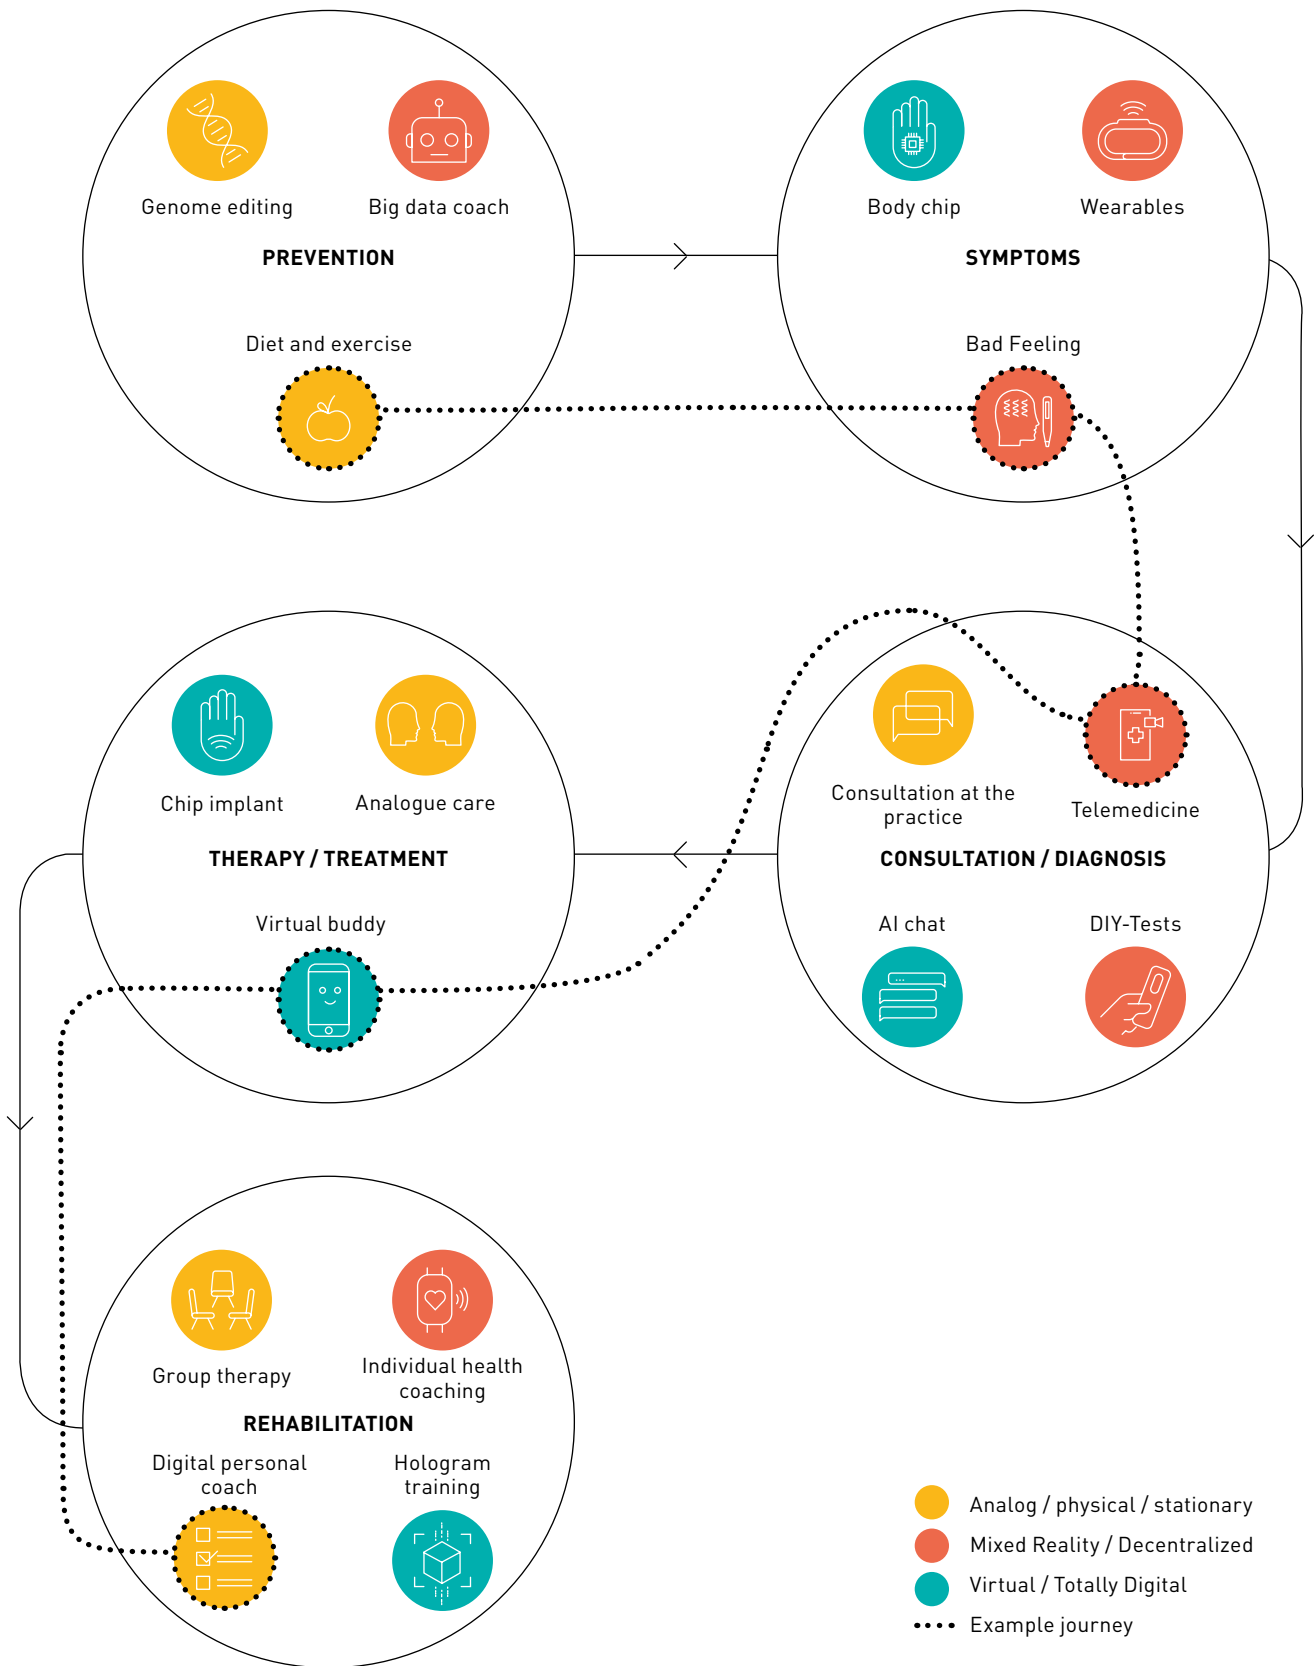 Genome editing
Big data coach
PREVENTION
Diet and exercise
Body chip
Wearables
SYMPTOMS
Bad Feeling
Chip implant
Analogue care
THERAPY / TREATMENT
Virtual buddy
Consultation at the
practice
Telemedicine
CONSULTATION / DIAGNOSIS
AI chat
DIY-Tests
Group therapy
Individual health
coaching
REHABILITATION
Digital personal
coach
Hologram
training
Analog / physical / stationary
Mixed Reality / Decentralized
Virtual / Totally Digital
Example journey